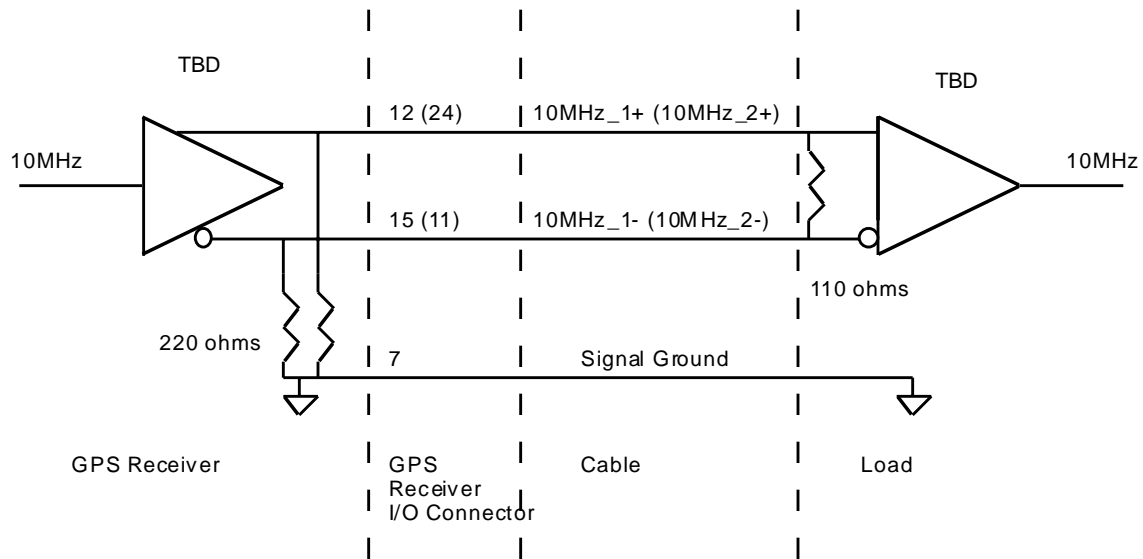 TBD
TBD
12 (24)
10MHz_1+ (10MHz_2+)
10MHz
10MHz
15 (11)
10MHz_1- (10MHz_2-)
110 ohms
220 ohms
7
Signal Ground
GPS Receiver
GPS
Receiver
I/O Connector
Cable
Load